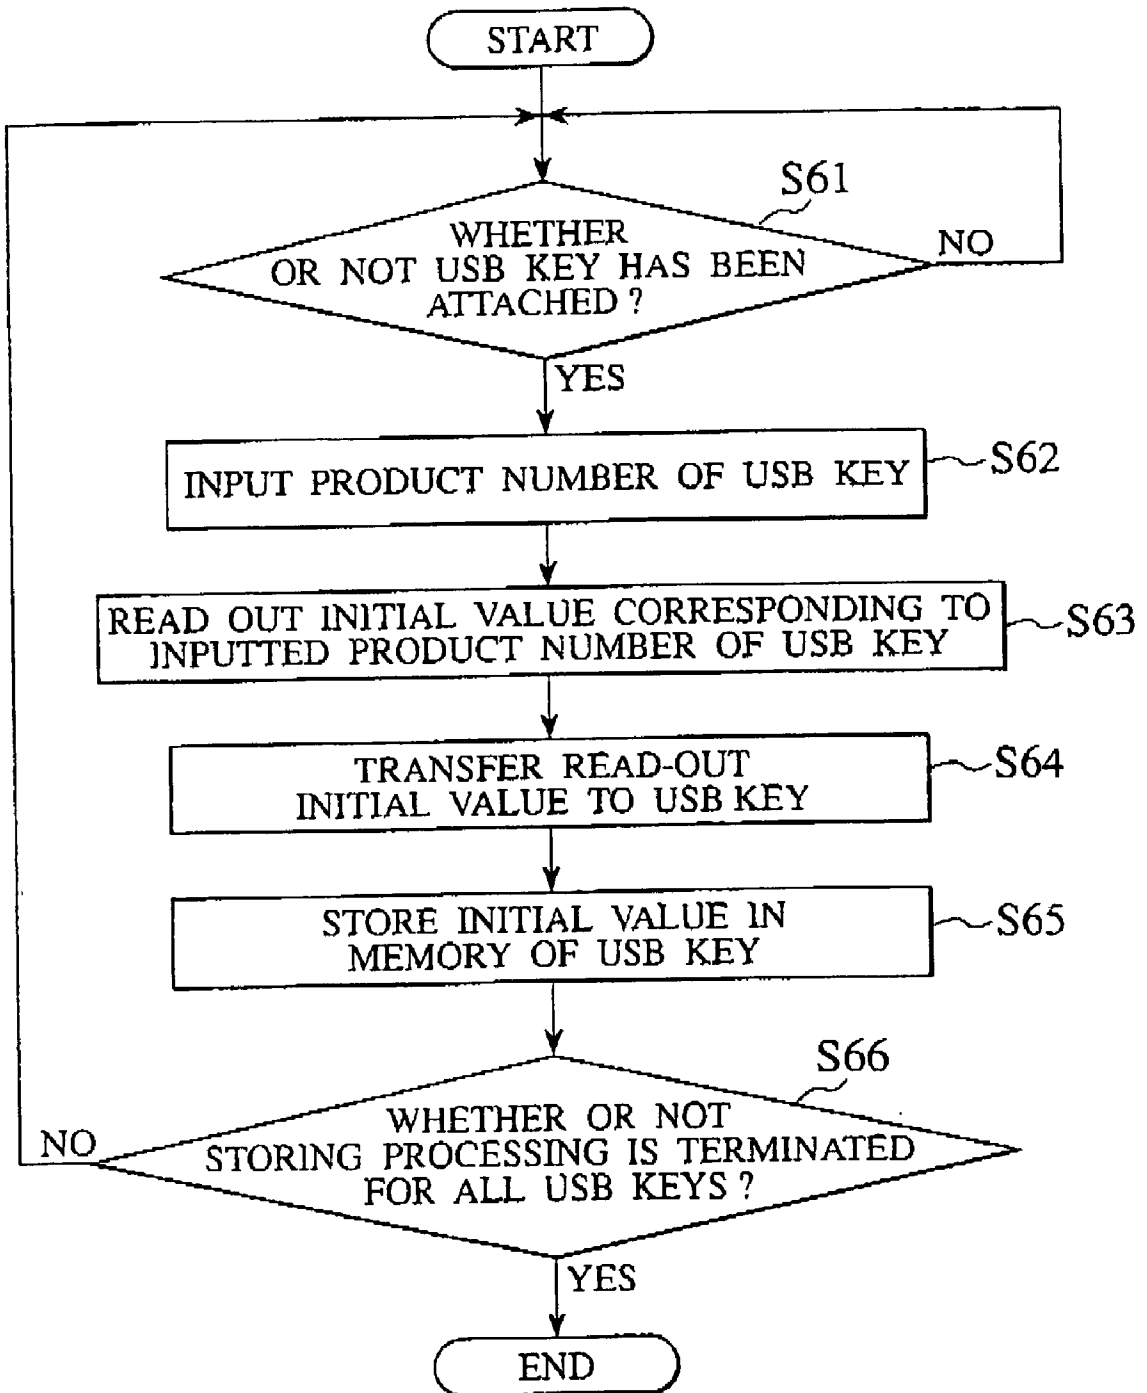 START
S61
WHETHER
OR NOT USB KEY HAS BEEN
ATTACHED?
NO
YES
INPUT PRODUCT NUMBER OF USB KEY
S62
READ OUT INITIAL VALUE CORRESPONDING TO
INPUTTED PRODUCT NUMBER OF USB KEY
S63
TRANSFER READ-OUT
INITIAL VALUE TO USB KEY
S64
STORE INITIAL VALUE IN
MEMORY OF USB KEY
S65
S66
WHETHER OR NOT
STORING PROCESSING IS TERMINATED
FOR ALL USB KEYS?
NO
YES
END